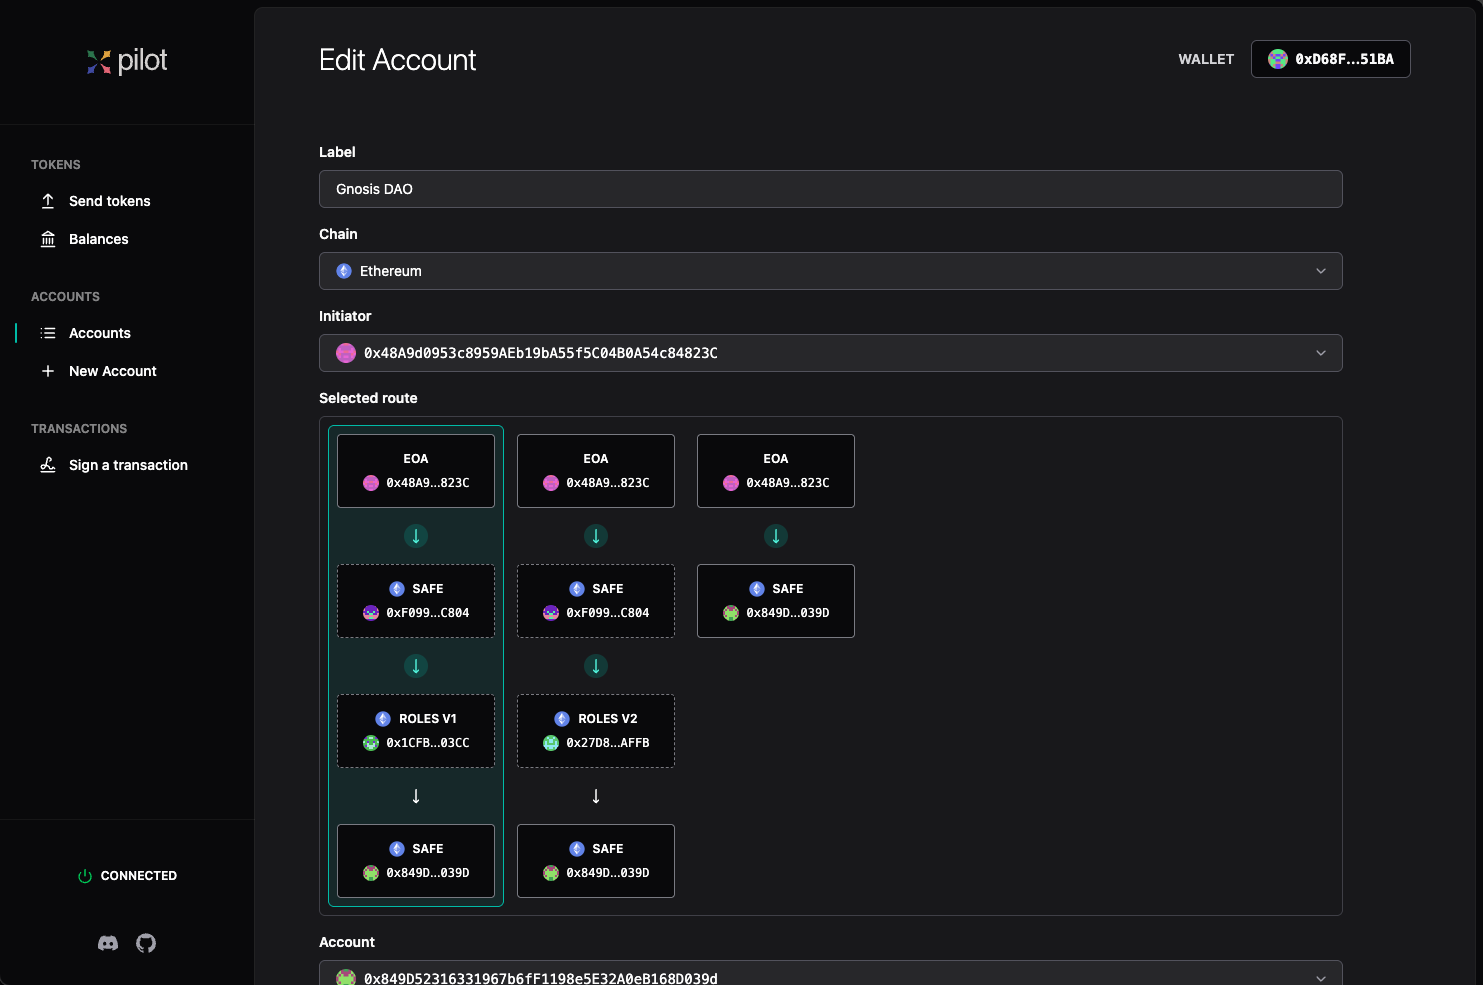 pilot
TOKENS
Send tokens
Balances
ACCOUNTS
Accounts
New Account
TRANSACTIONS
Sign a transaction
CONNECTED
Edit Account
WALLET
0xD68F...51BA
Label
Gnosis DAO
Chain
Ethereum
Initiator
0x48A9d0953c8959AEb19bA55f5C04B0A54c84823C
Selected route
EOA
0x48A9...823C
SAFE
0xF099...C804
ROLES V1
0x1CFB...03CC
SAFE
0x849D...039D
EOA
0x48A9...823C
SAFE
0xF099...C804
ROLES V2
0x27D8...AFFB
SAFE
0x849D...039D
EOA
0x48A9...823C
SAFE
0x849D...039D
Account
0x849D52316331967b6fF1198e5E32A0eB168D039d